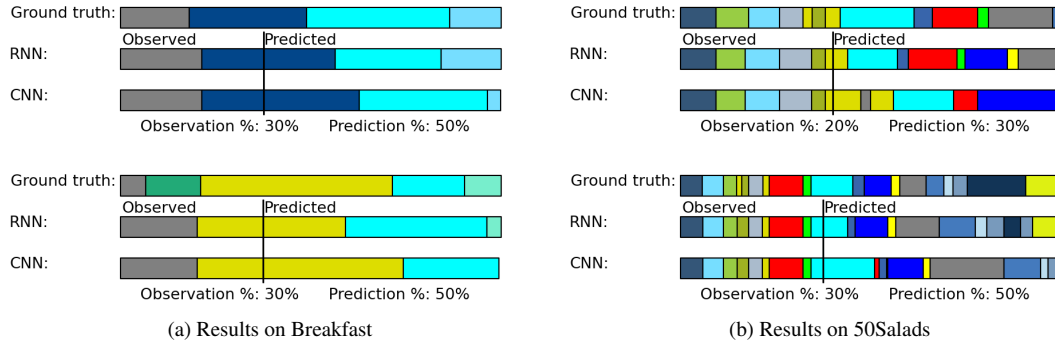 Ground truth:
Observed Predicted
RNN:
CNN:
Observation %: 30% Prediction %: 50%
Ground truth:
Observed Predicted
RNN:
CNN:
Observation %: 30% Prediction %: 50%
(a) Results on Breakfast
Ground truth:
Observed Predicted
RNN:
CNN:
Observation %: 20% Prediction %: 30%
Ground truth:
Observed Predicted
RNN:
CNN:
Observation %: 30% Prediction %: 50%
(b) Results on 50Salads